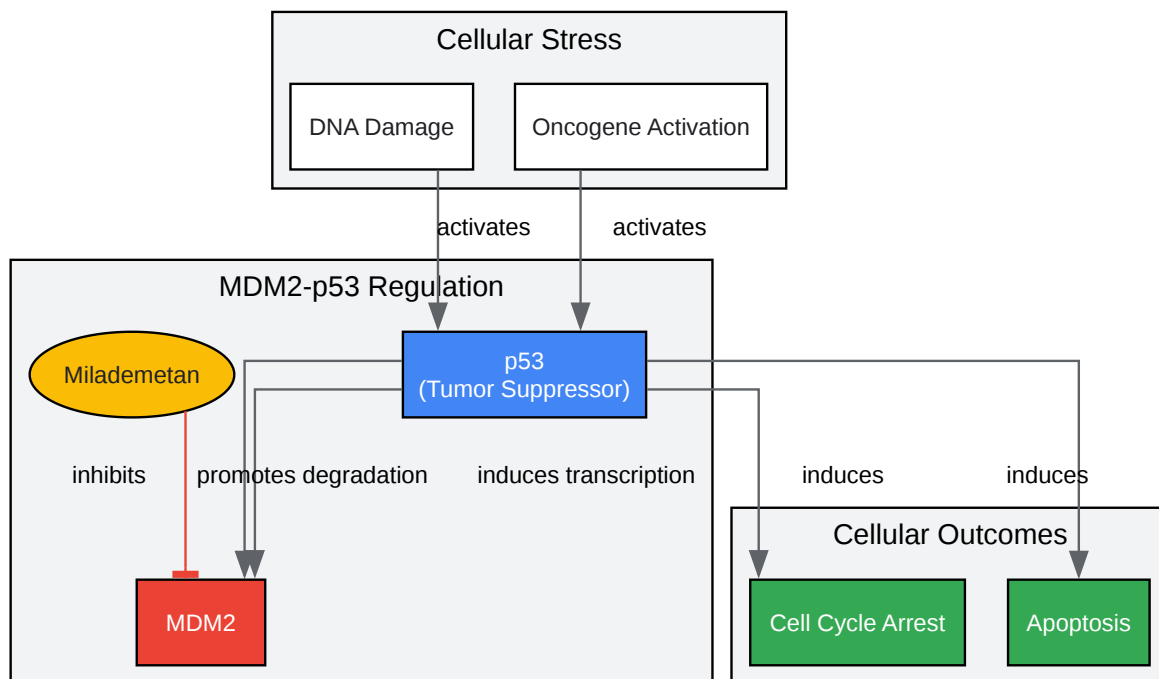 Cellular Stress
DNA Damage
Oncogene Activation
activates
activates
MDM2-p53 Regulation
Milademetan
p53
(Tumor Suppressor)
inhibits
promotes degradation
induces transcription
induces
induces
Cellular Outcomes
MDM2
Cell Cycle Arrest
Apoptosis